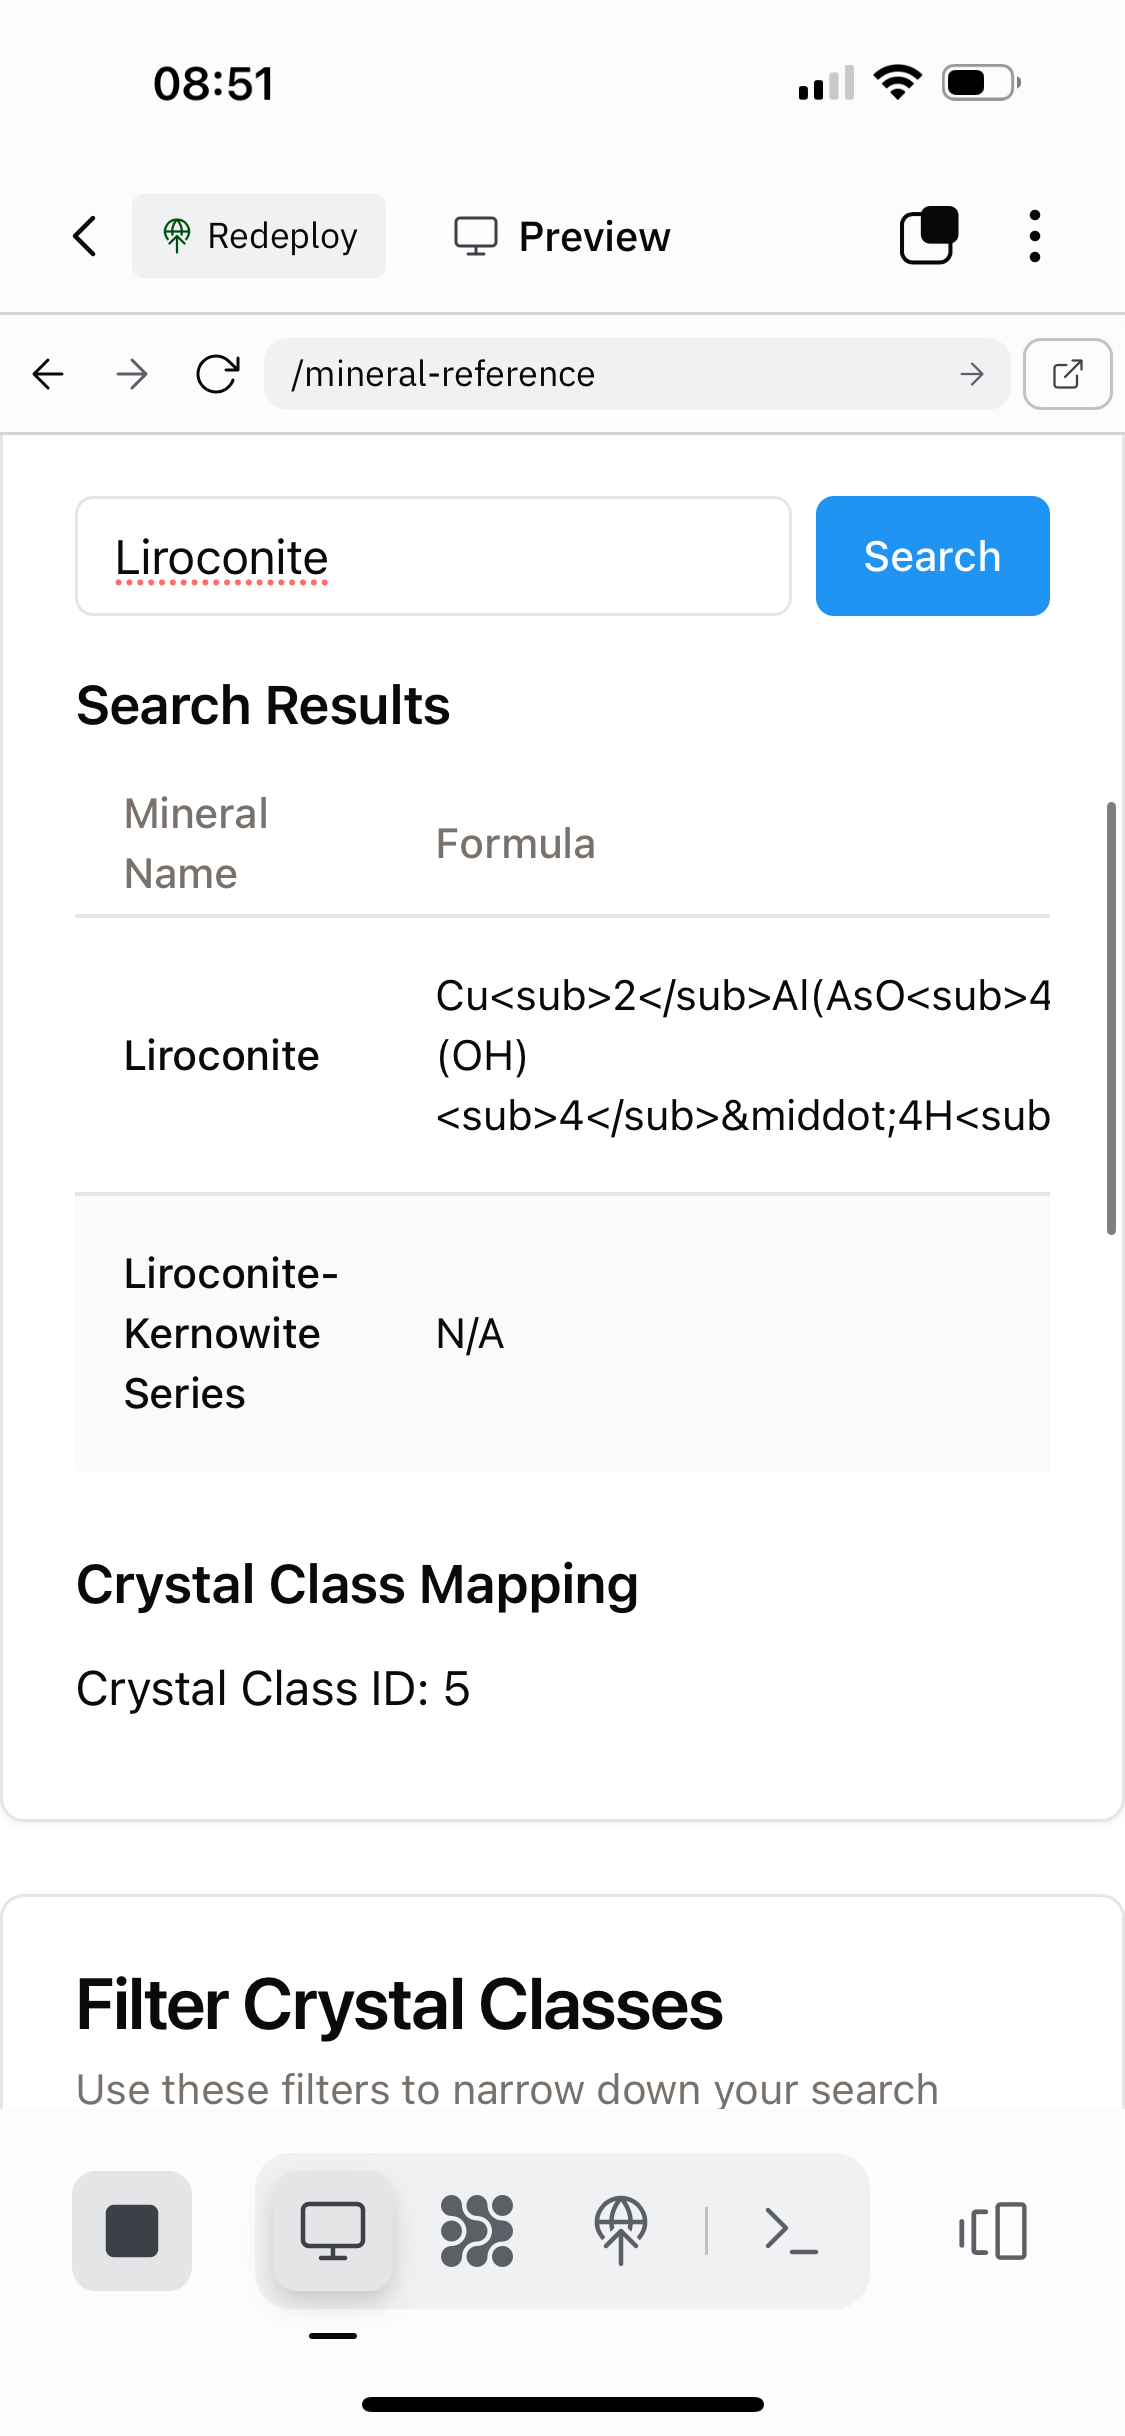 08:51
Redeploy
Preview
/mineral-reference
Liroconite
Search
Search Results
Mineral
Name
Formula
Liroconite
Cu<sub>2</sub>Al(AsO<sub>4
(OH)
<sub>4</sub>&middot;4H<sub
Liroconite-
Kernowite
Series
N/A
Crystal Class Mapping
Crystal Class ID: 5
Filter Crystal Classes
Use these filters to narrow down your search